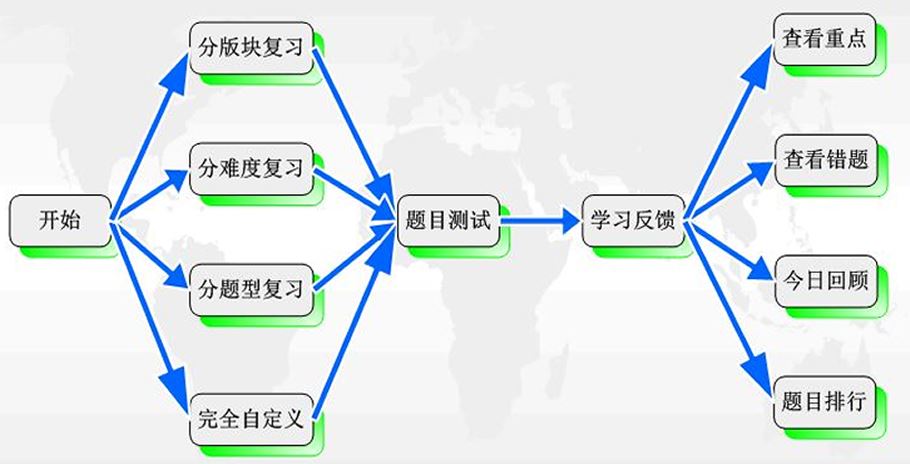 开始
分版块复习
分难度复习
分题型复习
完全自定义
题目测试
学习反馈
查看重点
查看错题
今日回顾
题目排行